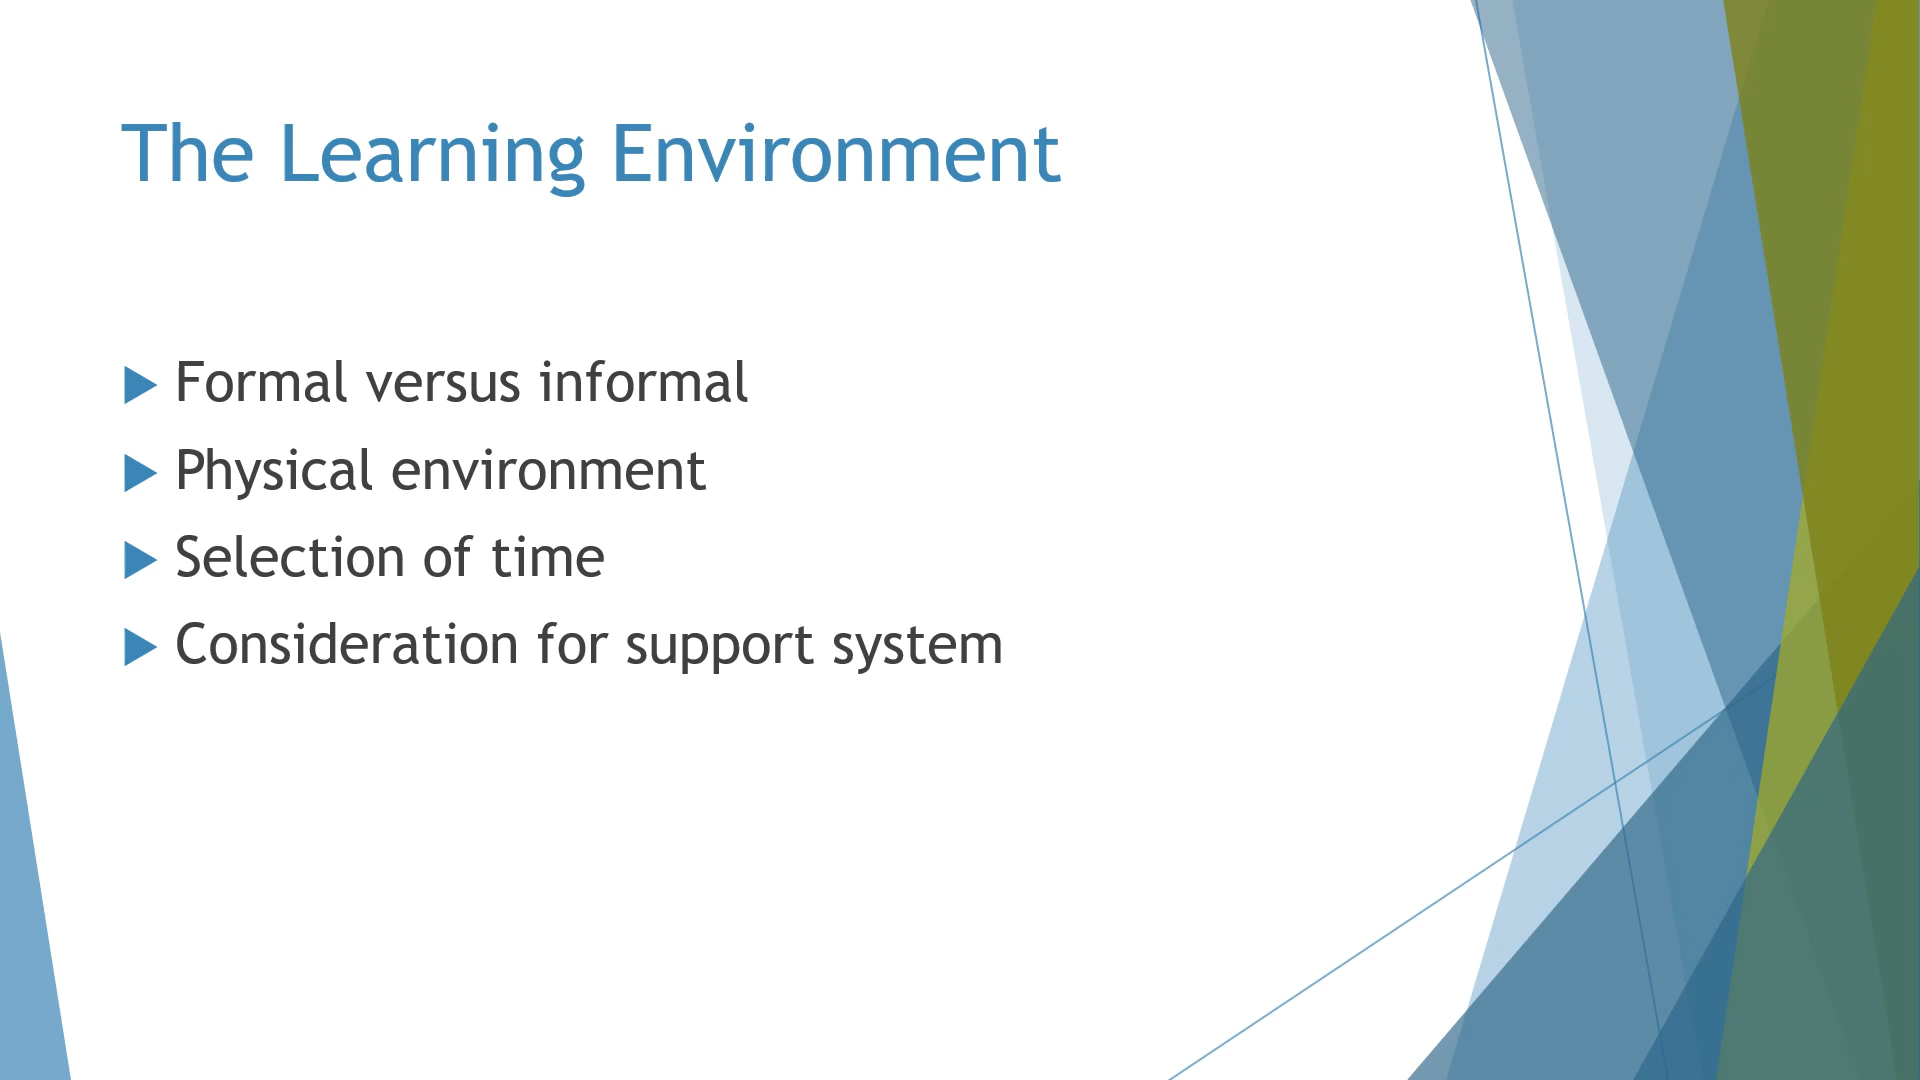 The Learning Environment
Formal versus informal
Physical environment
Selection of time
Consideration for support system